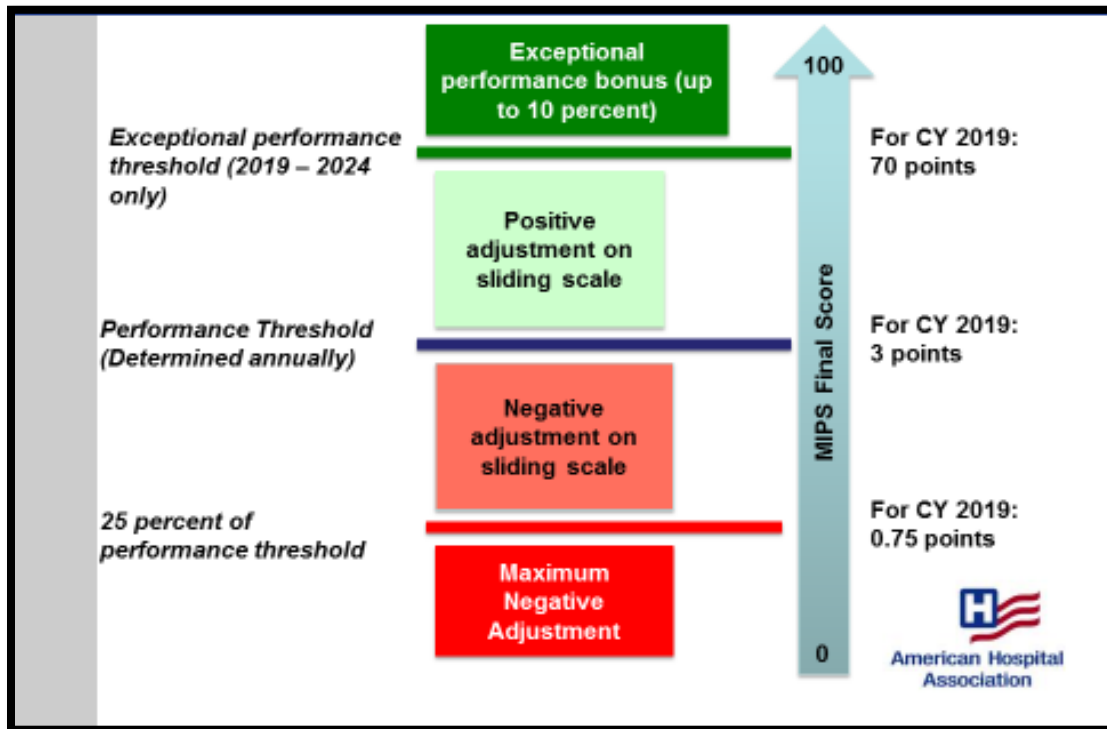 Exceptional
performance bonus (up
to 10 percent)
100
Exceptional performance
threshold (2019 – 2024
only)
For CY 2019:
70 points
Positive
adjustment on
sliding scale
Performance Threshold
(Determined annually)
For CY 2019:
3 points
MIPS Final Score
Negative
adjustment on
sliding scale
25 percent of
performance threshold
For CY 2019:
0.75 points
Maximum
Negative
Adjustment
0
H
American Hospital
Association